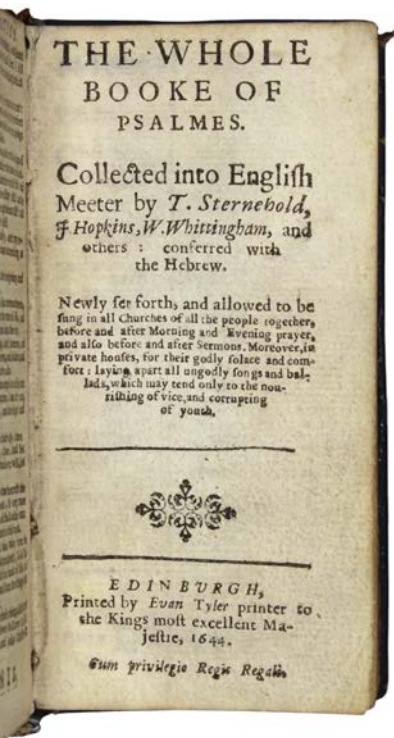 THE WHOLE
BOOKE OF
PSALMES.
Collected into Engliſh
Meeter by T. Sternehold,
J. Hopkins, W. Whittingham, and
others : conferred with
the Hebrew.
Newly ſet forth, and allowed to be
ſung in all Churches of all the people together,
before and after Morning and Evening prayer,
and alſo before and after Sermons. Moreover, in
private houſes, for their godly ſolace and com-
fort : laying apart all ungodly ſongs and bal-
lads, which may tend only to the nou-
riſhing of vice, and corrupting
of youth.
EDINBVRGH,
Printed by Evan Tyler printer to
the Kings moſt excellent Ma-
jeſtie, 1644.
Cum privilegio Regis Regali.